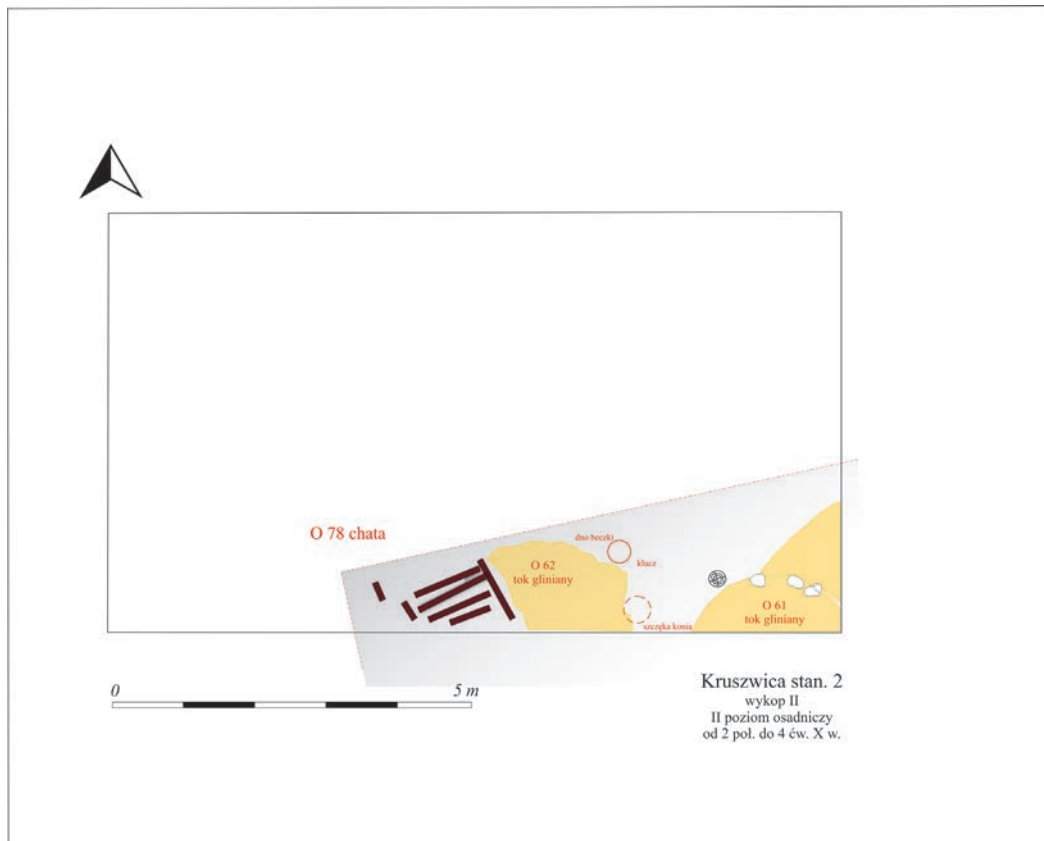 O 78 chata
dno beczki
klucz
O 62
tok gliniany
szczęka konia
O 61
tok gliniany
0 5 m
Kruszwica stan. 2
wykop II
II poziom osadniczy
od 2 poł. do 4 ćw. X w.